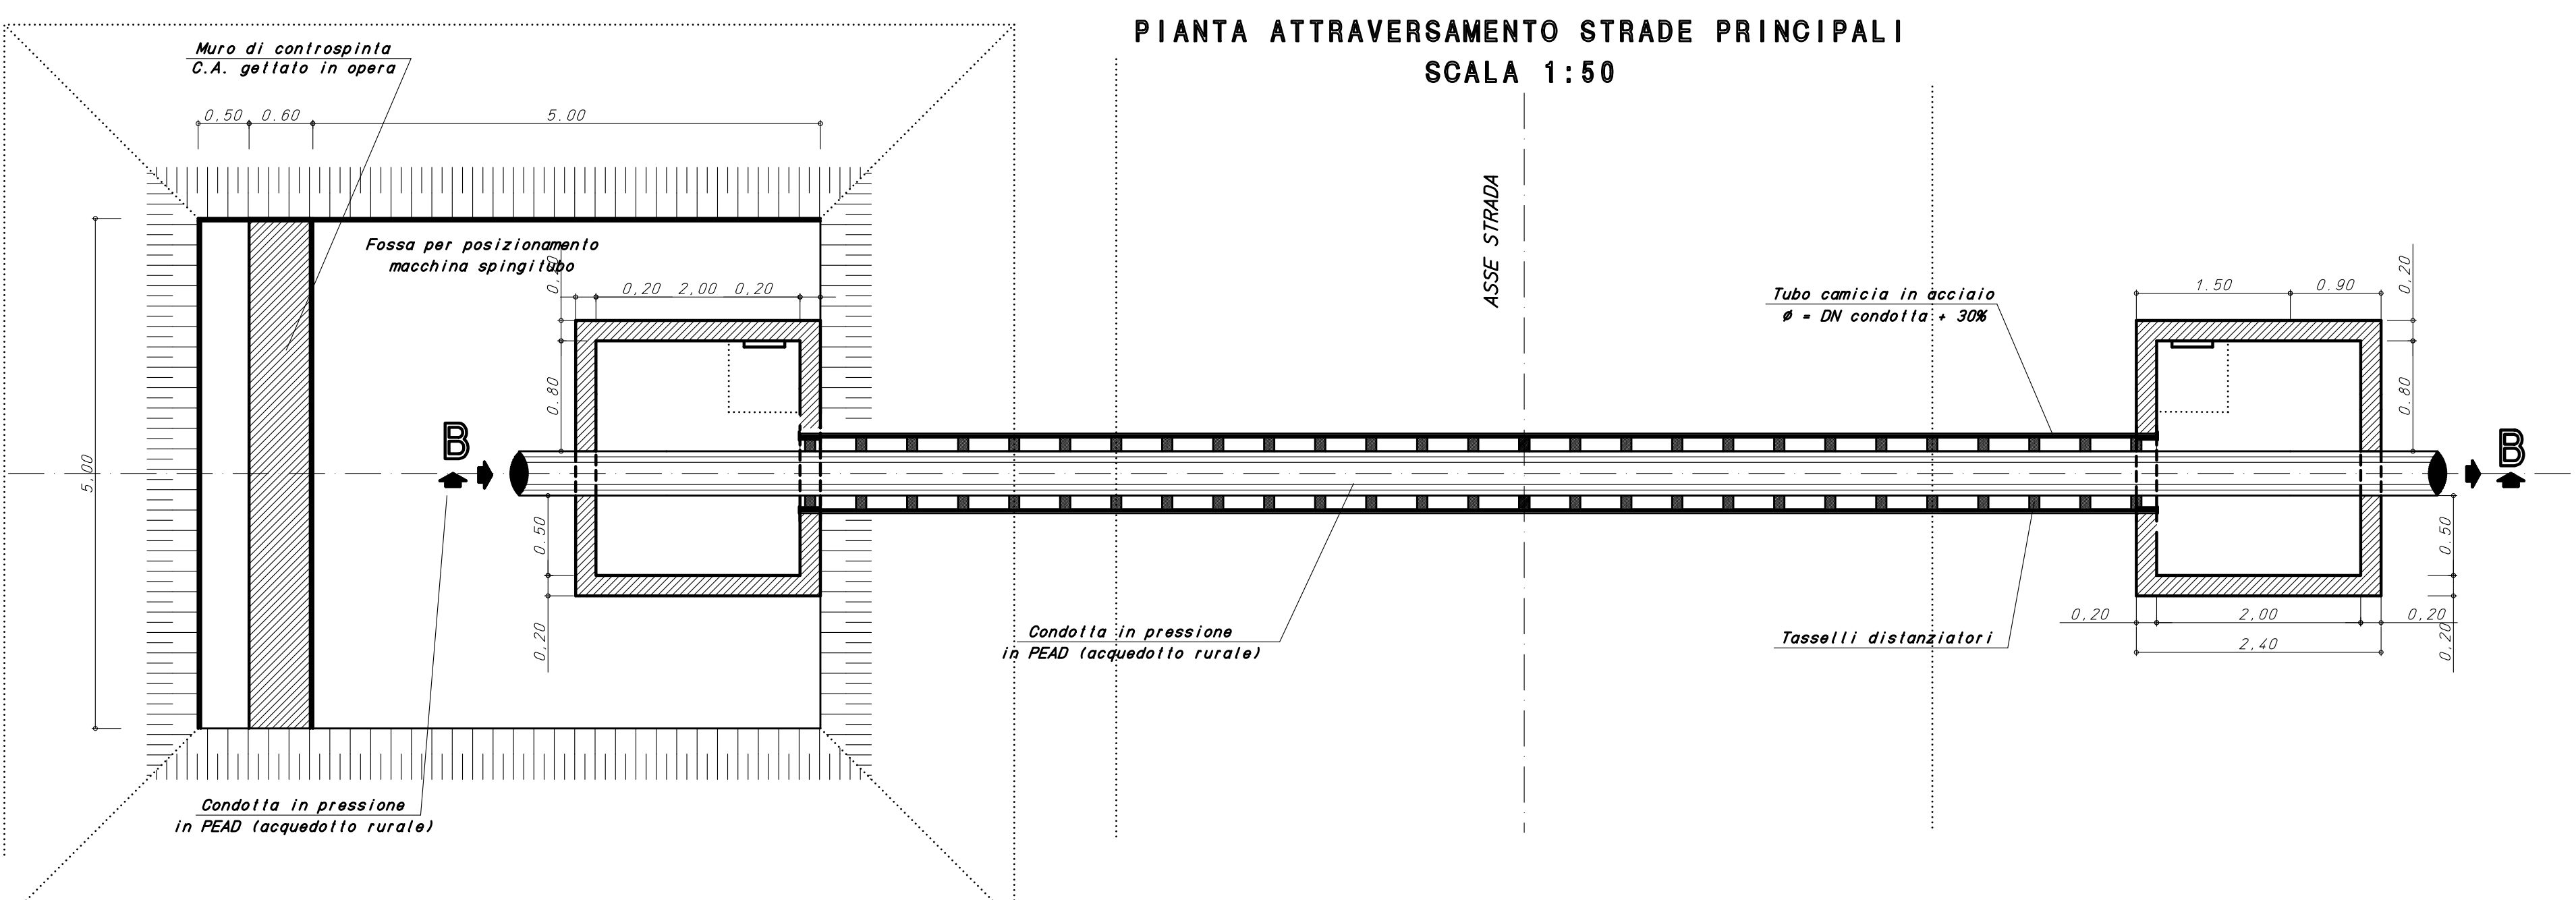 PIANTA ATTRAVERSAMENTO STRADE PRINCIPALI
SCALA 1:50
Muro di controspinta
C.A. gettato in opera
0,50 0.60 5.00
Fossa per posizionamento
macchina spingitubo
0,20
0,20 2,00 0,20
0.80
5,00
B
0.50
0,20
Condotta in pressione
in PEAD (acquedotto rurale)
ASSE STRADA
Condotta in pressione
in PEAD (acquedotto rurale)
Tubo camicia in acciaio
ø = DN condotta + 30%
Tasselli distanziatori
1.50 0.90
0,20
0.80
B
0.50
0,20 2,00 0,20
0,20
2,40